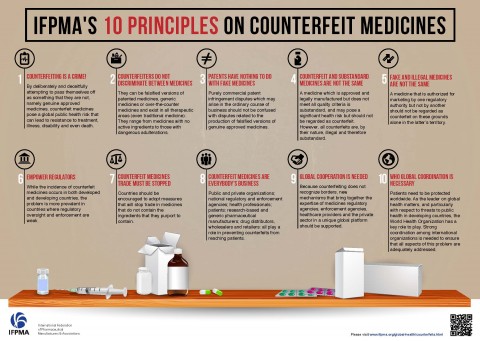 IFPMA'S 10 PRINCIPLES ON COUNTERFEIT MEDICINES
1
COUNTERFEITING IS A CRIME!
By deliberately and deceitfully
attempting to pass themselves off
as something that they are not,
namely genuine approved
medicines, counterfeit medicines
pose a global public health risk that
can lead to resistance to treatment
illness, disability and even death.
2
COUNTERFEITERS DO NOT
DISCRIMINATE BETWEEN MEDICINES
They can be falsified versions of
patented medicines, generic
medicines or over-the-counter
medicines and exist in all therapeutic
areas (even traditional medicine).
They range from medicines with no
active ingredients to those with
dangerous adulterations.
3
PATENTS HAVE NOTHING TO DO
WITH FAKE MEDICINES
Purely commercial patent
infringement disputes which may
arise in the ordinary course of
business should not be confused
with disputes related to the
production of falsified versions of
genuine approved medicines.
4
COUNTERFEIT AND SUBSTANDARD
MEDICINES ARE NOT THE SAME
A medicine which is approved and
legally manufactured but does not
meet all quality criteria is
substandard, and may pose a
significant health risk but should not
be regarded as counterfeit.
However, all counterfeits are, by
their nature, illegal and therefore
substandard.
5
FAKE AND ILLEGAL MEDICINES
ARE NOT THE SAME
A medicine that is authorized for
marketing by one regulatory
authority but not by another
should not be regarded as
counterfeit on these grounds
alone in the latter's territory.
6
EMPOWER REGULATORS
While the incidence of counterfeit
medicines occurs in both developed
and developing countries, the
problem is more prevalent in
countries where regulatory
oversight and enforcement are
weak.
7
COUNTERFEIT MEDICINES
TRADE MUST BE STOPPED
Countries should be
encouraged to adopt measures
that will stop trade in medicines
that do not contain the
ingredients that they purport to
contain.
8
COUNTERFEIT MEDICINES ARE
EVERYBODY'S BUSINESS
Public and private organizations,
national regulatory and enforcement
agencies; health professionals;
patients; research-based and
generic pharmaceutical
manufacturers; drug distributors,
wholesalers and retailers; all play a
role in preventing counterfeits from
reaching patients.
9
GLOBAL COOPERATION IS NEEDED
Because counterfeiting does not
recognize borders, new
mechanisms that bring together the
expertise of medicines regulatory
agencies, enforcement agencies,
healthcare providers and the private
sector in a unique global platform
should be supported.
10
WHO GLOBAL COORDINATION IS
NECESSARY
Patients need to be protected
worldwide. As the leader on global
health matters, and particularly
with respect to threats to public
health in developing countries, the
World Health Organization has a
key role to play. Strong
coordination among international
organizations is needed to ensure
that all aspects of this problem are
adequately addressed.
IFPMA
International Federation
of Pharmaceutical
Manufacturers & Associations
Please visit www.ifpma.org/global-health/counterfeits.html